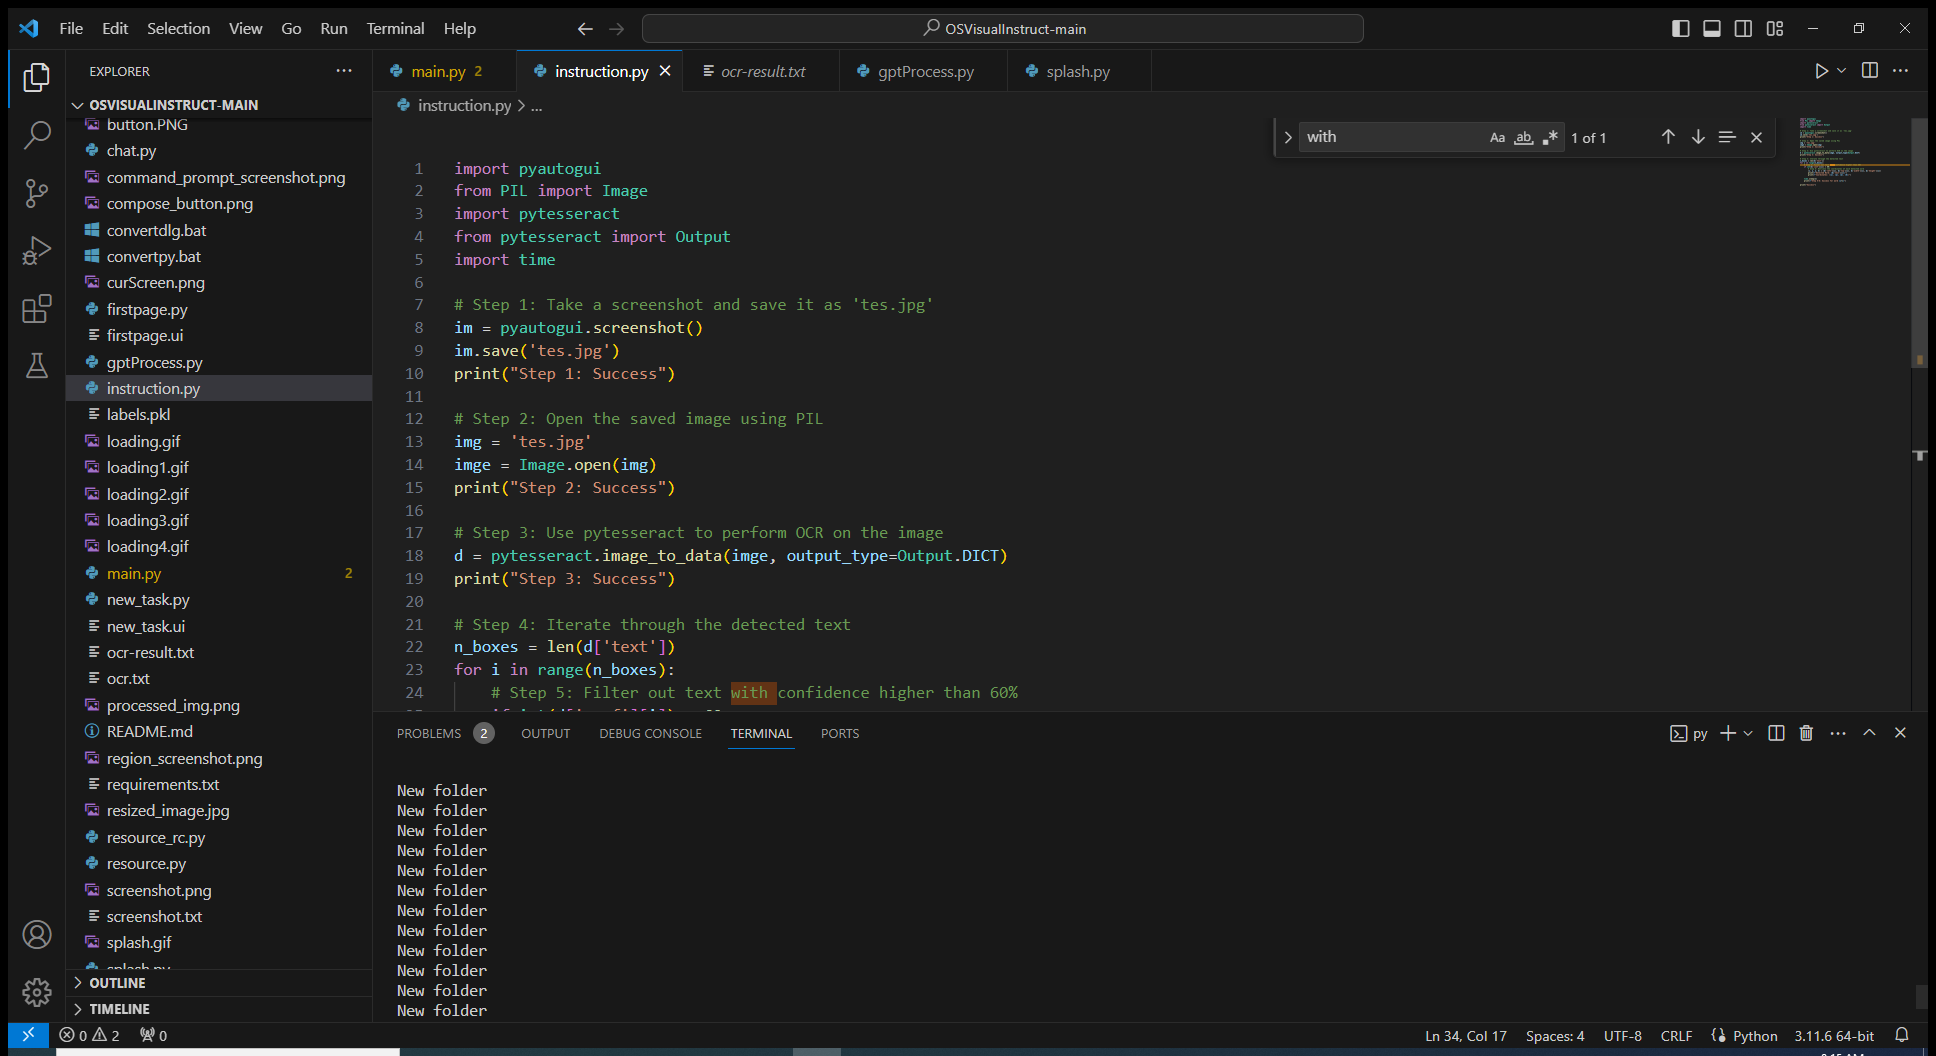 File Edit Selection View Go Run Terminal Help
OSVisualInstruct-main
EXPLORER
OSVISUALINSTRUCT-MAIN
button.PNG
chat.py
command_prompt_screenshot.png
compose_button.png
convertdlg.bat
convertpy.bat
curScreen.png
firstpage.py
firstpage.ui
gptProcess.py
instruction.py
labels.pkl
loading.gif
loading1.gif
loading2.gif
loading3.gif
loading4.gif
main.py 2
new_task.py
new_task.ui
ocr-result.txt
ocr.txt
processed_img.png
README.md
region_screenshot.png
requirements.txt
resized_image.jpg
resource_rc.py
resource.py
screenshot.png
screenshot.txt
splash.gif
splash.py
OUTLINE
TIMELINE
main.py 2 instruction.py ocr-result.txt gptProcess.py splash.py
instruction.py > ...
with Aa ab 1 of 1
1 import pyautogui
2 from PIL import Image
3 import pytesseract
4 from pytesseract import Output
5 import time
6
7 # Step 1: Take a screenshot and save it as 'tes.jpg'
8 im = pyautogui.screenshot()
9 im.save('tes.jpg')
10 print("Step 1: Success")
11
12 # Step 2: Open the saved image using PIL
13 img = 'tes.jpg'
14 imge = Image.open(img)
15 print("Step 2: Success")
16
17 # Step 3: Use pytesseract to perform OCR on the image
18 d = pytesseract.image_to_data(imge, output_type=Output.DICT)
19 print("Step 3: Success")
20
21 # Step 4: Iterate through the detected text
22 n_boxes = len(d['text'])
23 for i in range(n_boxes):
24 # Step 5: Filter out text with confidence higher than 60%
PROBLEMS 2 OUTPUT DEBUG CONSOLE TERMINAL PORTS
py
New folder
New folder
New folder
New folder
New folder
New folder
New folder
New folder
New folder
New folder
New folder
New folder
0 2 0
Ln 34, Col 17 Spaces: 4 UTF-8 CRLF Python 3.11.6 64-bit